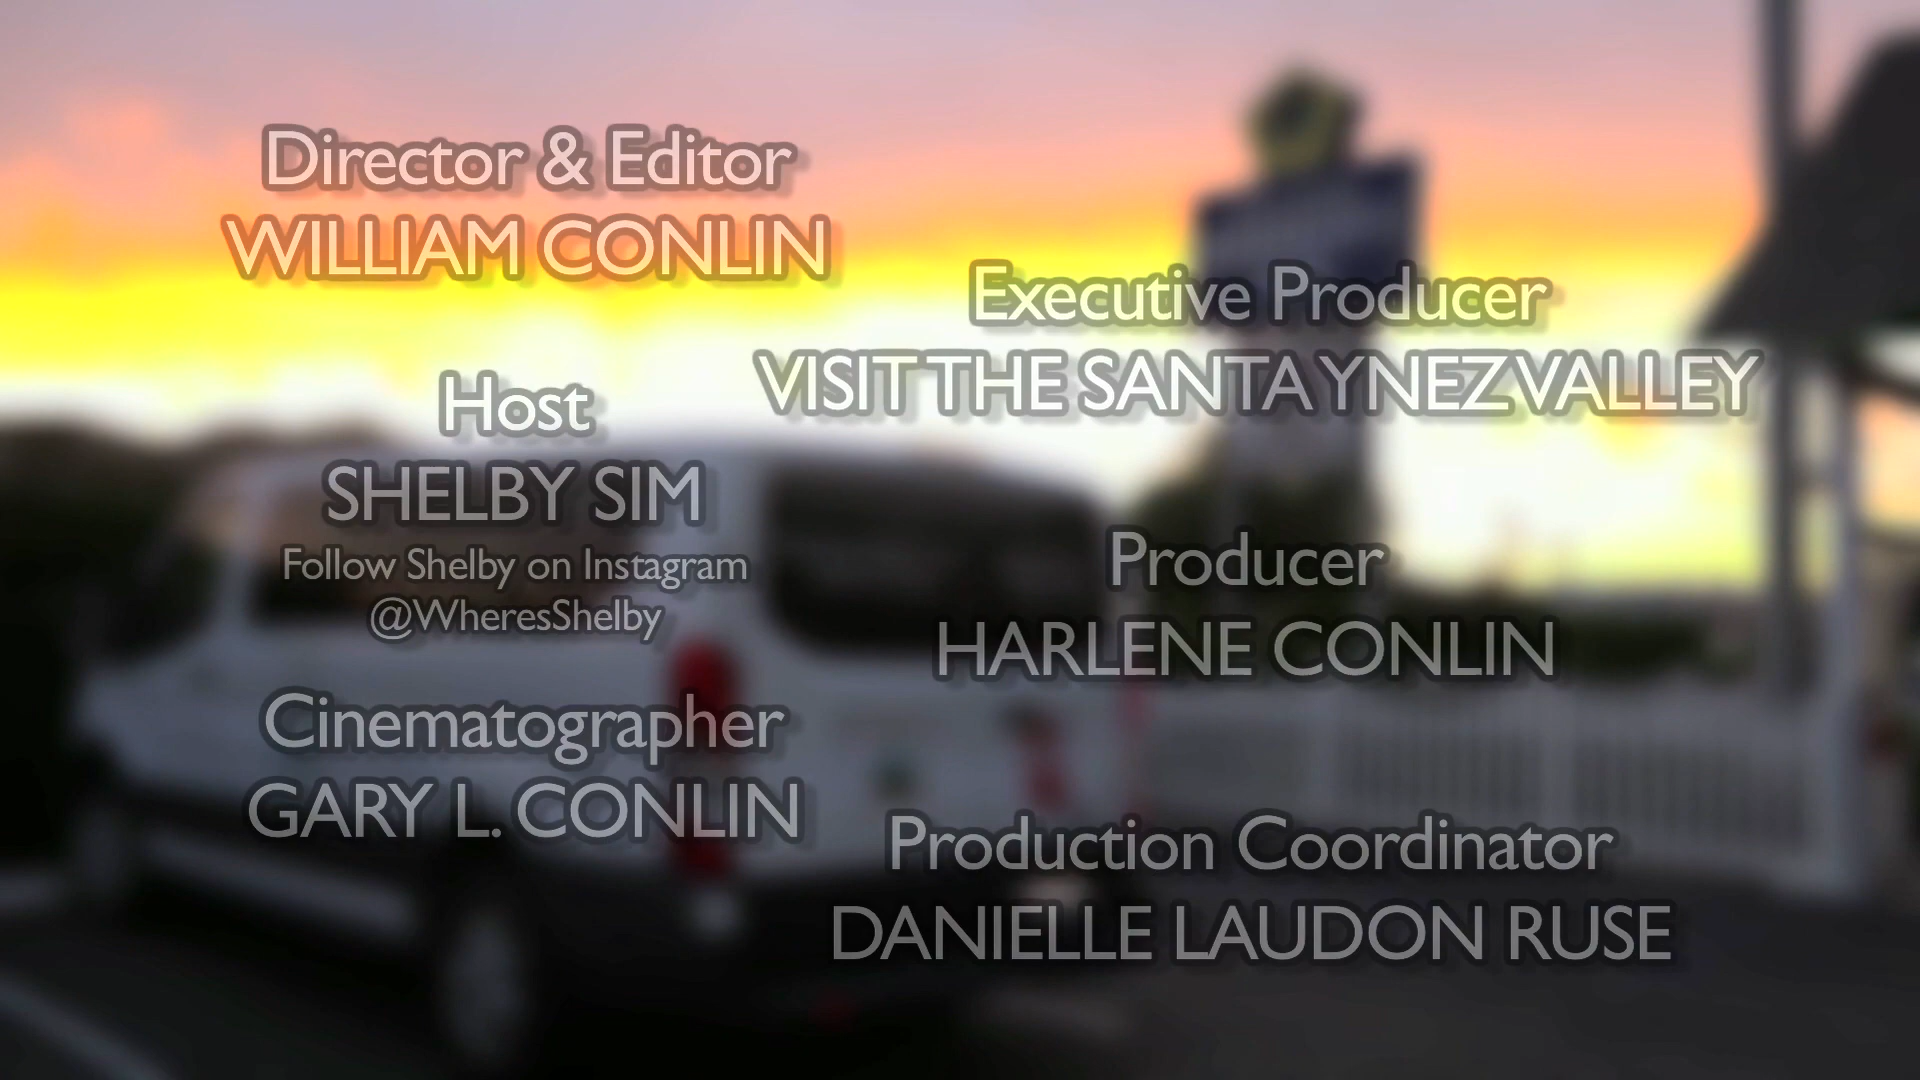 Director & Editor
WILLIAM CONLIN
Host
SHELBY SIM
Follow Shelby on Instagram
@WheresShelby
Cinematographer
GARY L. CONLIN
Executive Producer
VISIT THE SANTA YNEZ VALLEY
Producer
HARLENE CONLIN
Production Coordinator
DANIELLE LAUDON RUSE